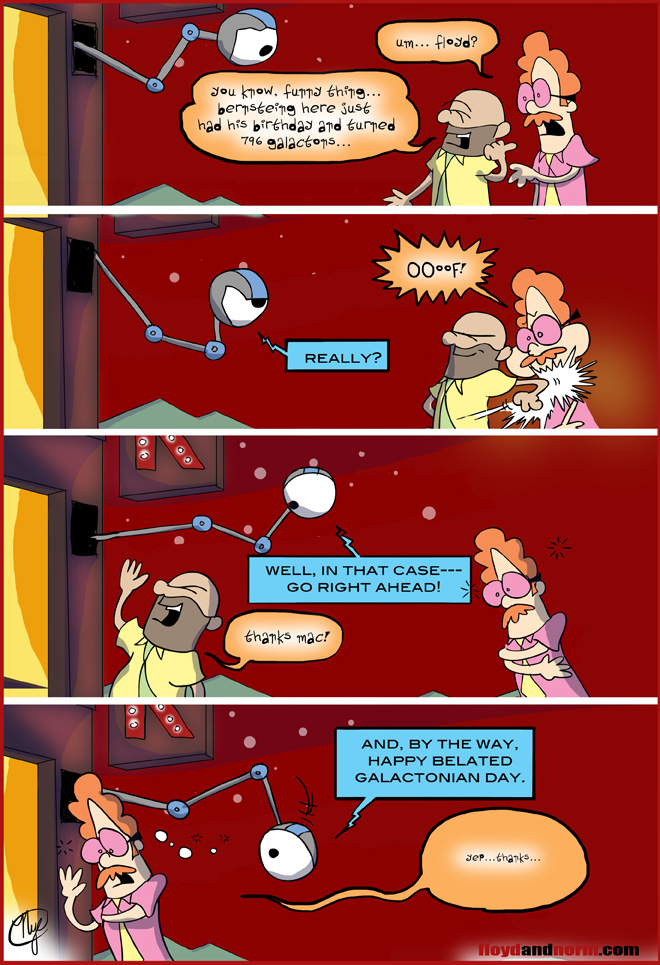 um... floyd?
you know, funny thing...
bernsteing here just
had his birthday and turned
796 galactons...
OOooF!
REALLY?
R
WELL, IN THAT CASE---
GO RIGHT AHEAD!
thanks mac!
R
AND, BY THE WAY,
HAPPY BELATED
GALACTONIAN DAY.
yep...thanks...
Nye
floydandnorm.com